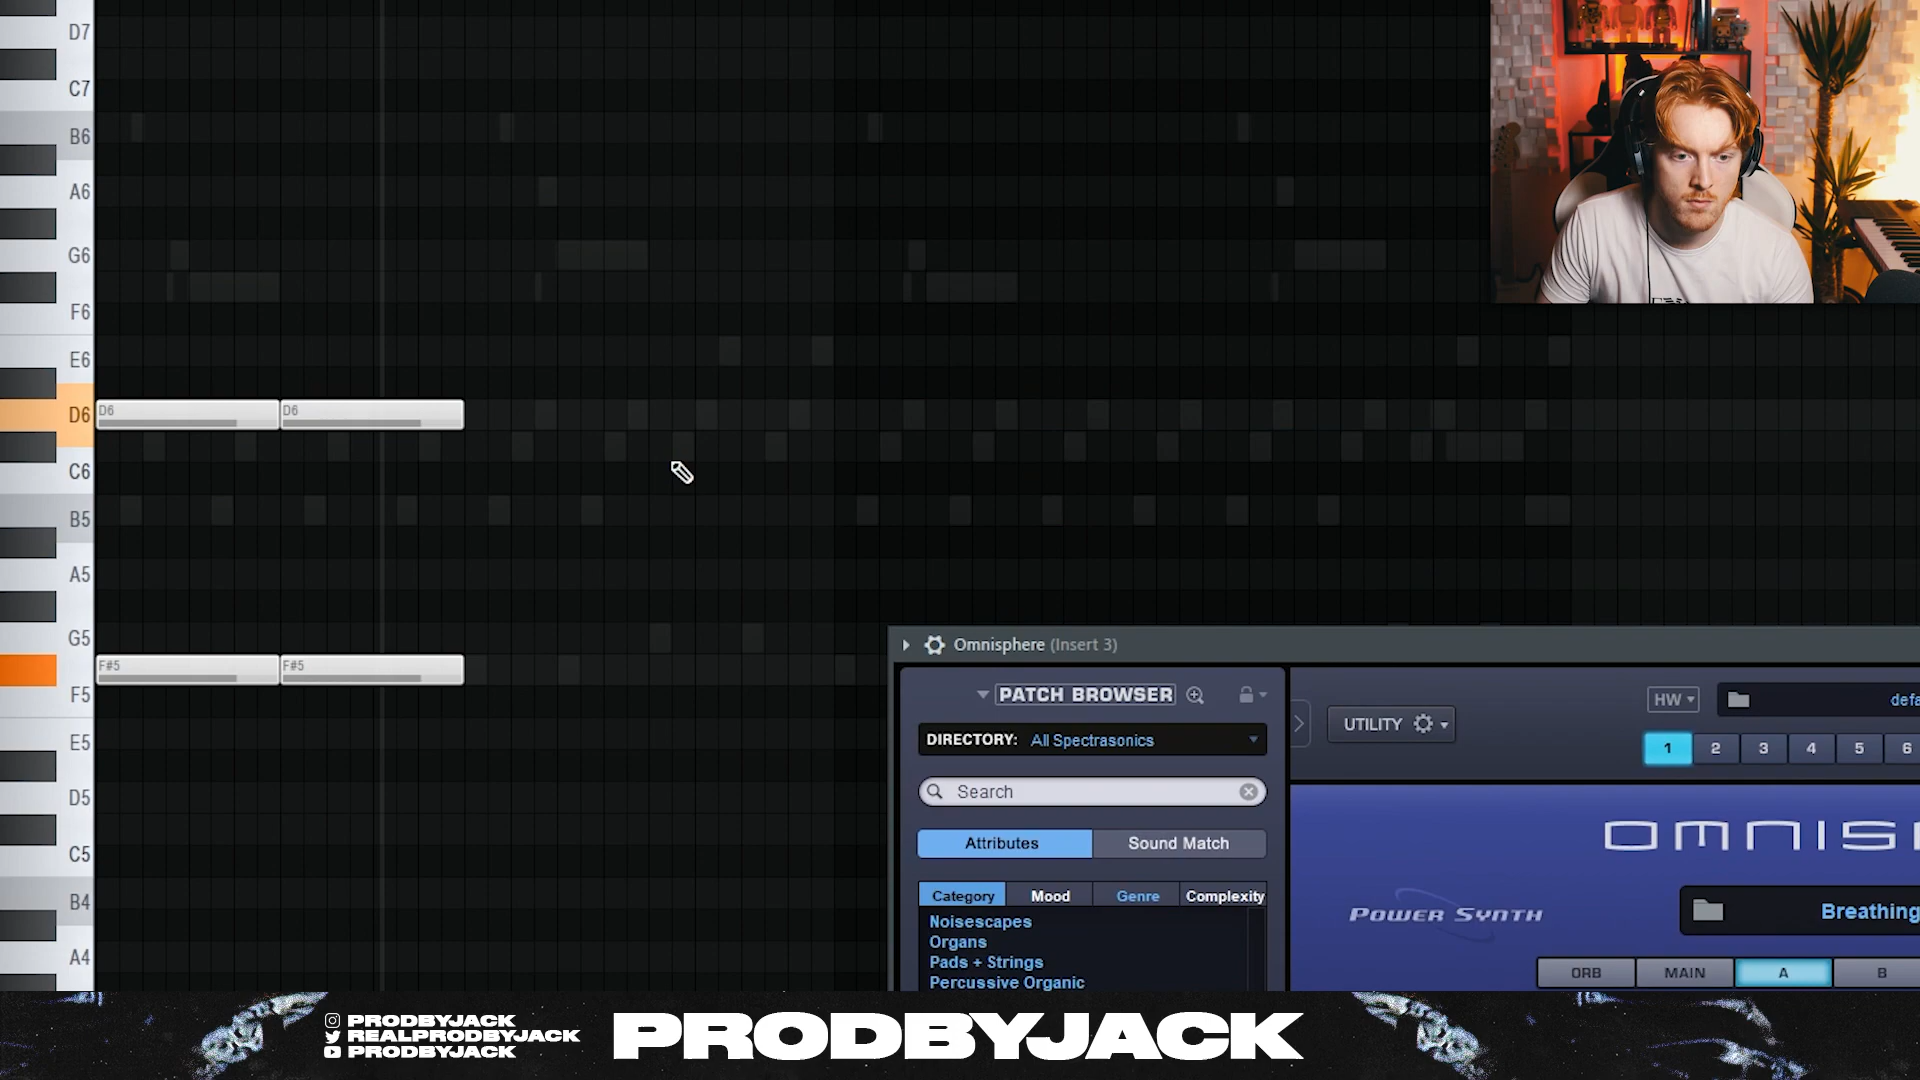 D7
C7
B6
A6
G6
F6
E6
D6
D6 D6
C6
B5
A5
G5
F#5 F#5
F5
E5
D5
C5
B4
A4
Omnisphere (Insert 3)
PATCH BROWSER
DIRECTORY: All Spectrasonics
Search
Attributes Sound Match
Category Mood Genre Complexity
Noisescapes
Organs
Pads + Strings
Percussive Organic
UTILITY
HW
defa
1 2 3 4 5 6
OMNIS
POWER SYNTH
Breathing
ORB MAIN A B
PRODBYJACK
REALPRODBYJACK
PRODBYJACK
PRODBYJACK